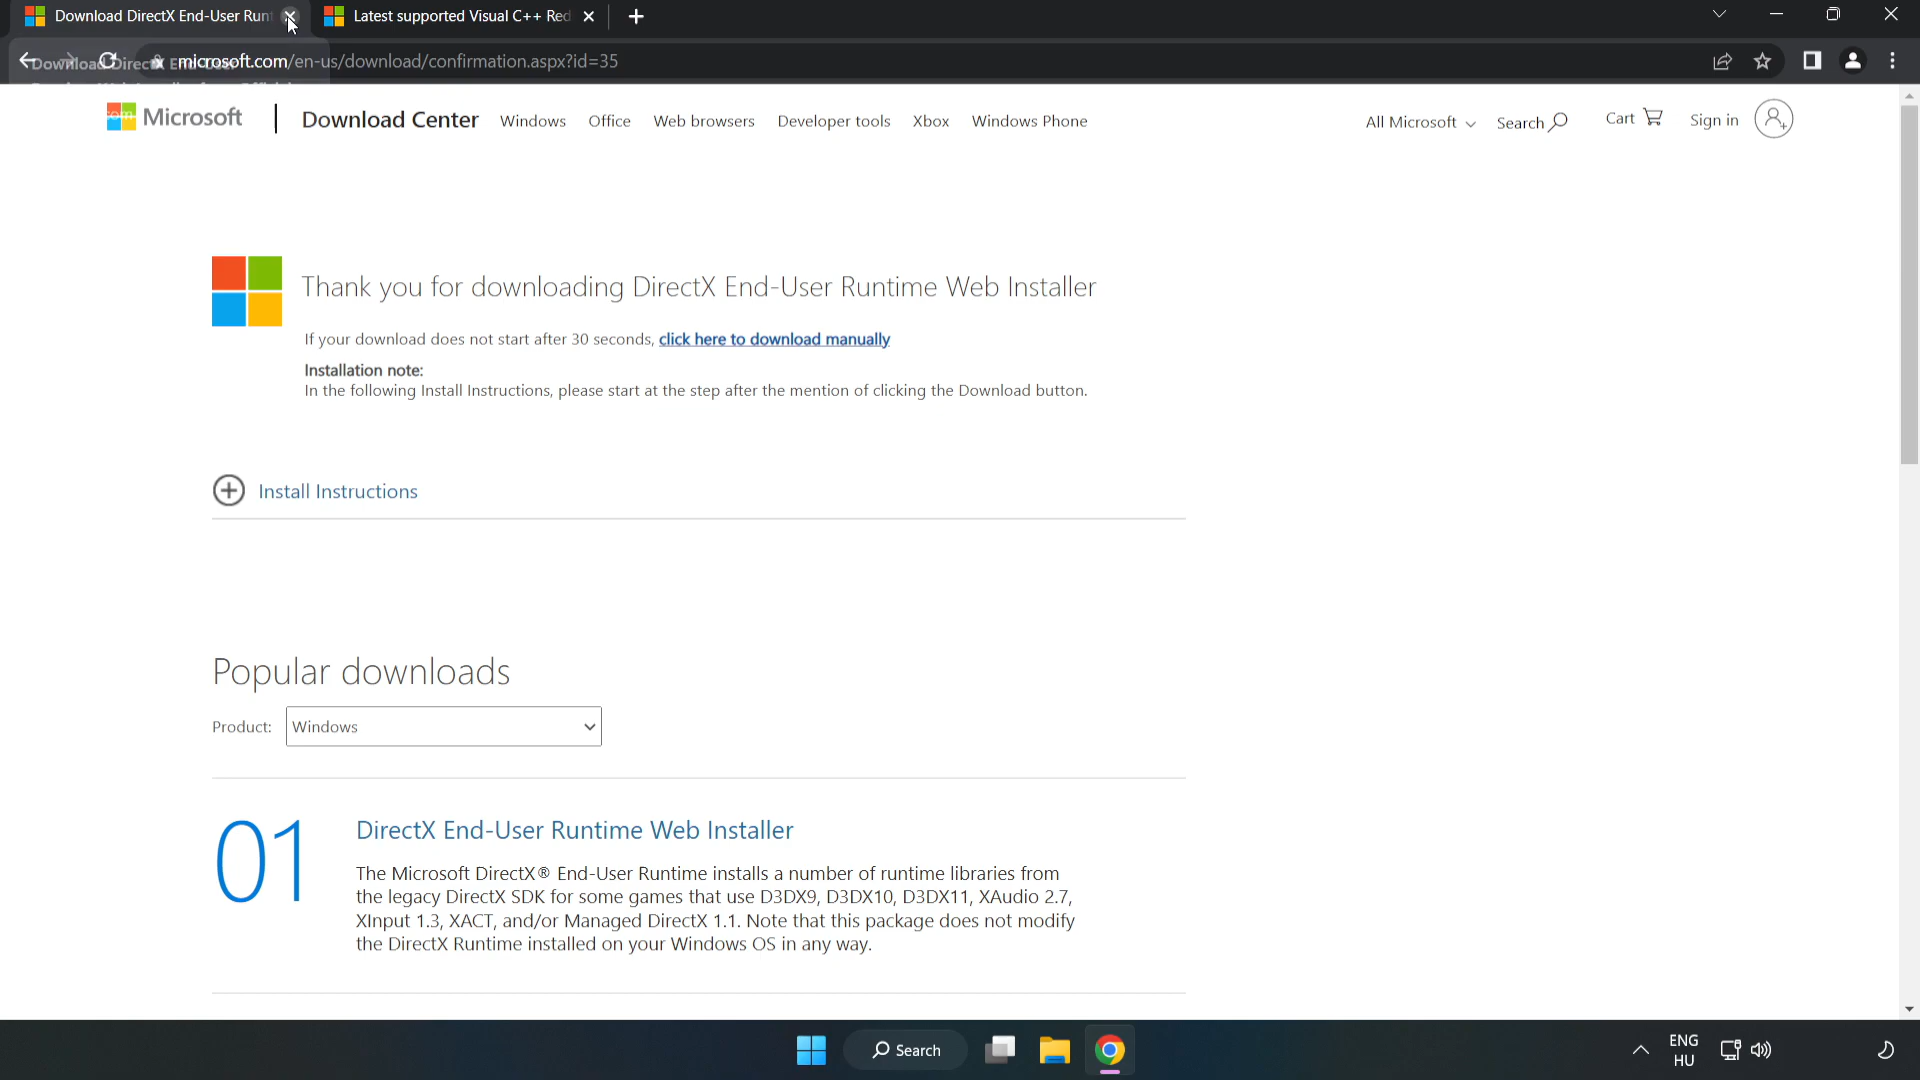 Download DirectX End-User Runt
Latest supported Visual C++ Red
microsoft.com/en-us/download/confirmation.aspx?id=35
Download DirectX End-User
Microsoft
Download Center
Windows
Office
Web browsers
Developer tools
Xbox
Windows Phone
All Microsoft
Search
Cart
Sign in
Thank you for downloading DirectX End-User Runtime Web Installer
If your download does not start after 30 seconds, click here to download manually
Installation note:
In the following Install Instructions, please start at the step after the mention of clicking the Download button.
Install Instructions
Popular downloads
Product:
Windows
01
DirectX End-User Runtime Web Installer
The Microsoft DirectX® End-User Runtime installs a number of runtime libraries from
the legacy DirectX SDK for some games that use D3DX9, D3DX10, D3DX11, XAudio 2.7,
XInput 1.3, XACT, and/or Managed DirectX 1.1. Note that this package does not modify
the DirectX Runtime installed on your Windows OS in any way.
Search
ENG
HU